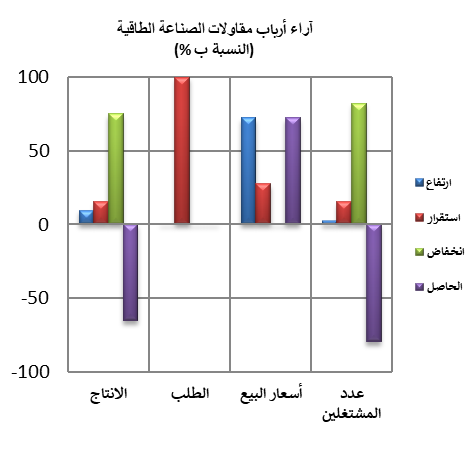 آراء أرباب مقاولات الصناعة الطاقية
(النسبة ب %)
100
50
0
-50
-100
ارتفاع
استقرار
انخفاض
الحاصل
الانتاج
الطلب
أسعار البيع
عدد
المشتغلين